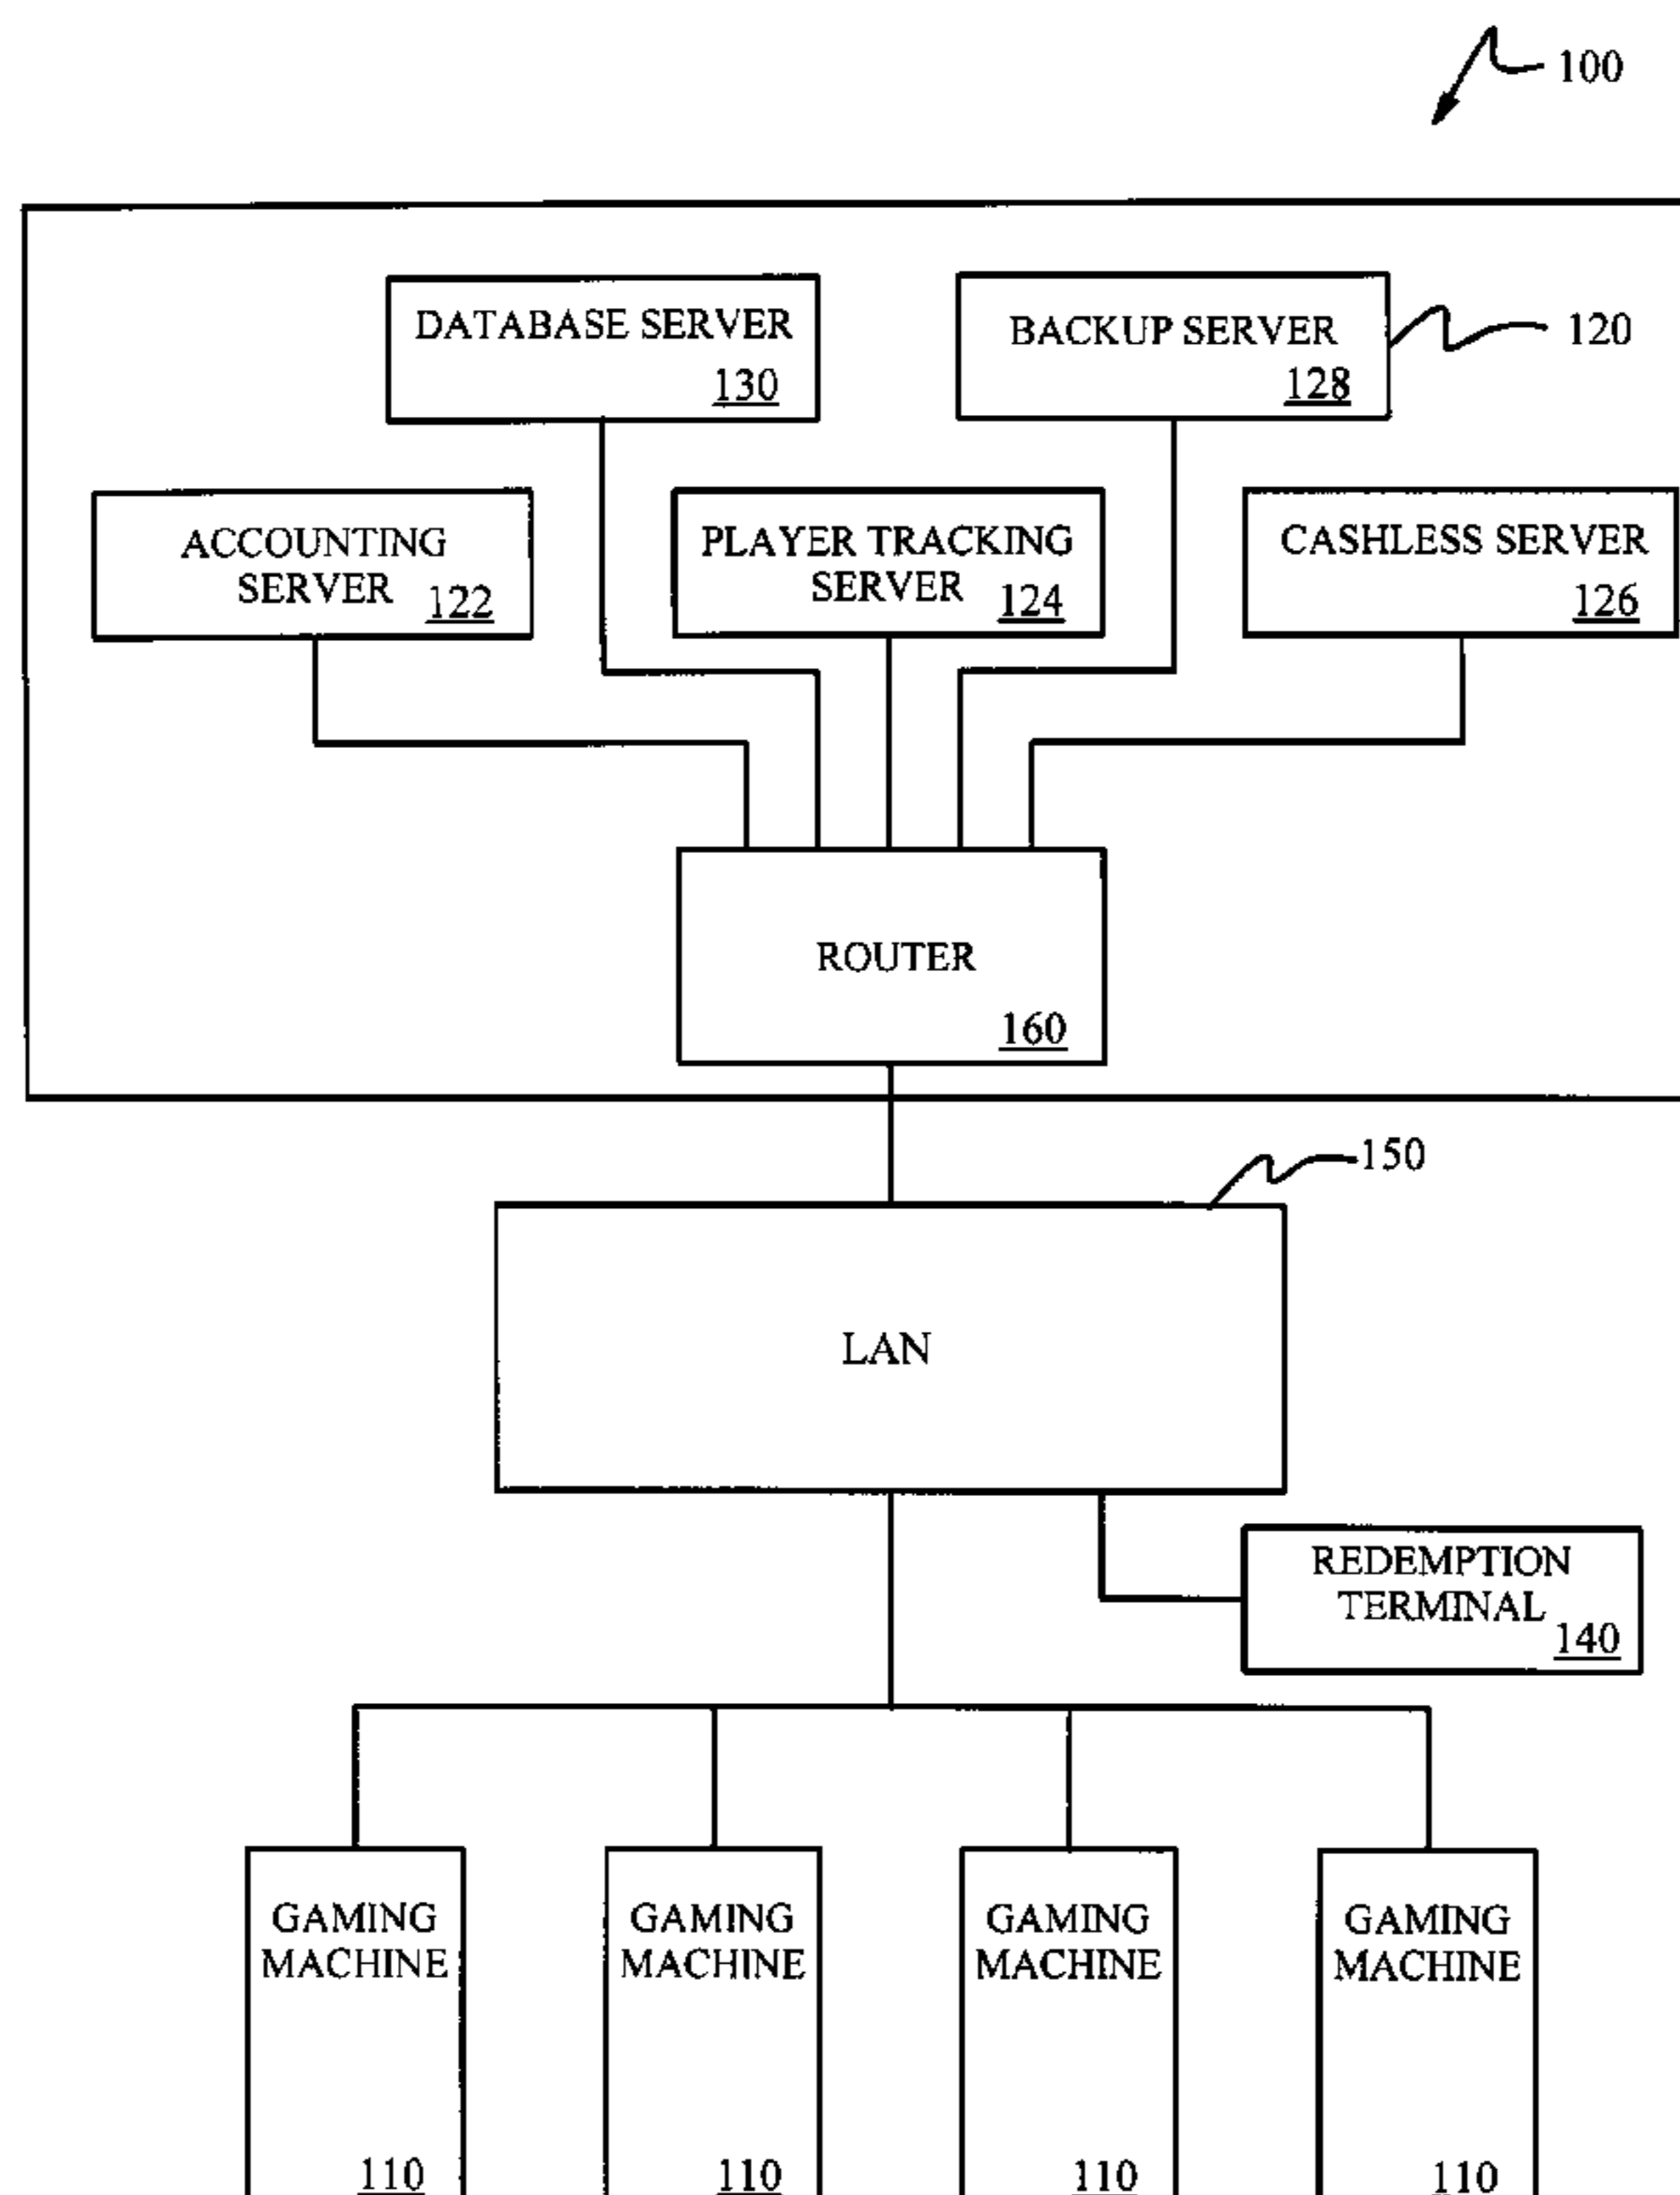 100
DATABASE SERVER
130
BACKUP SERVER
128
120
ACCOUNTING
SERVER 122
PLAYER TRACKING
SERVER 124
CASHLESS SERVER
126
ROUTER
160
150
LAN
REDEMPTION
TERMINAL
140
GAMING
MACHINE
110
GAMING
MACHINE
110
GAMING
MACHINE
110
GAMING
MACHINE
110